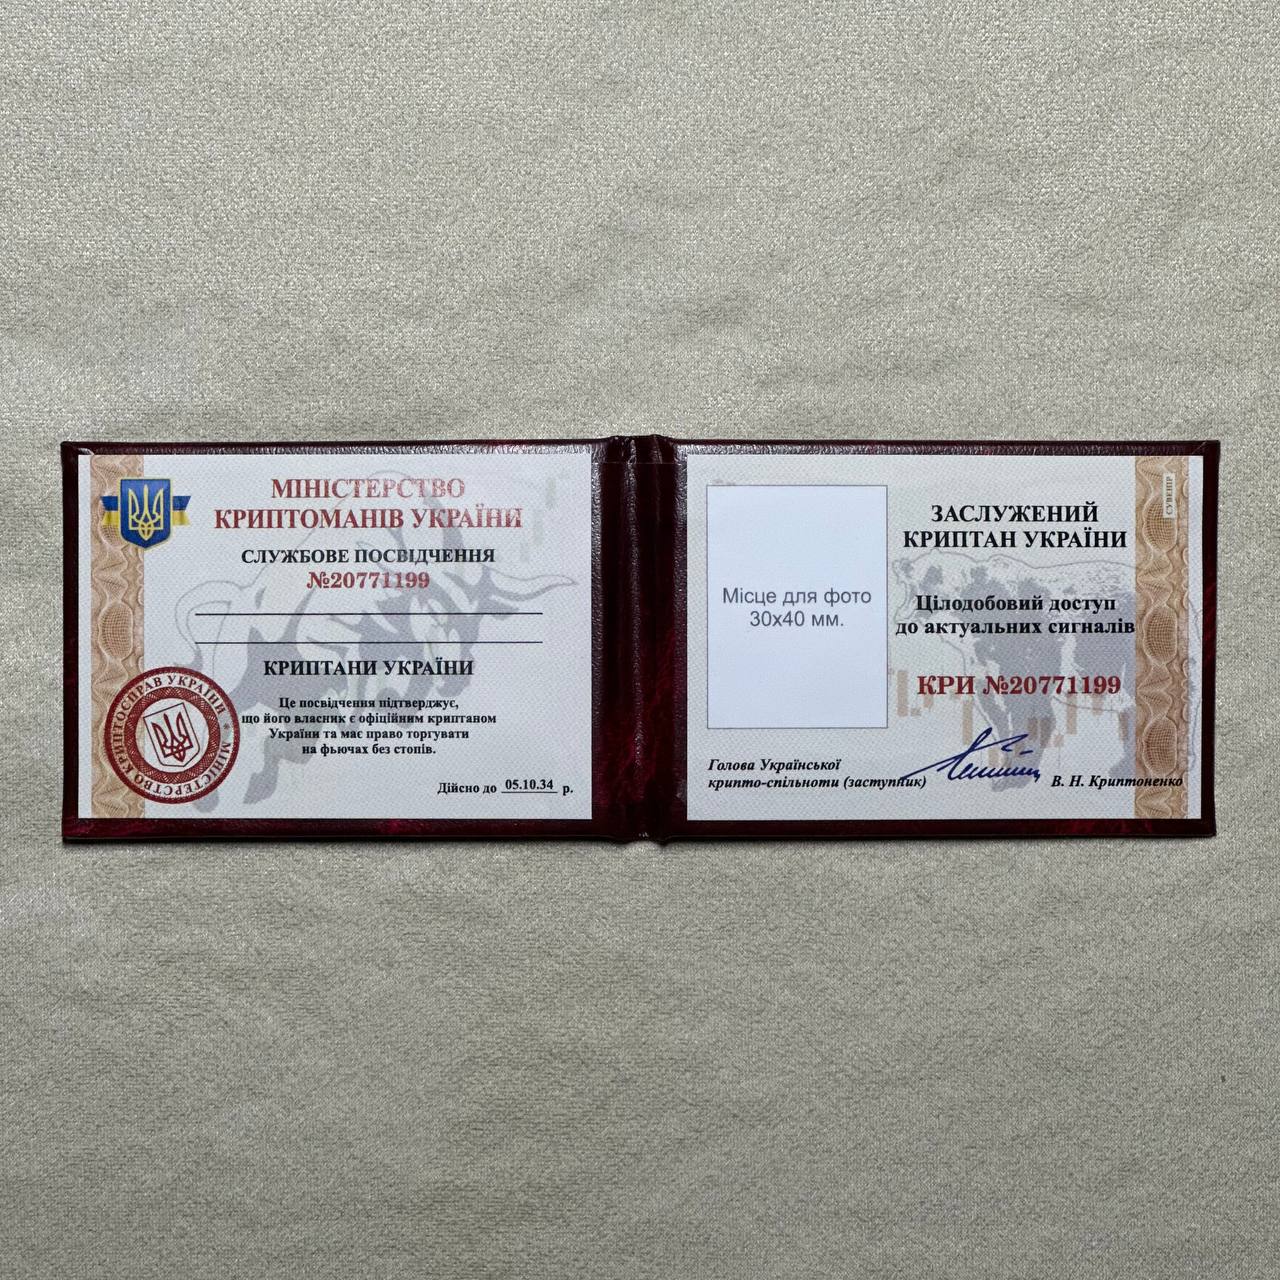 МІНІСТЕРСТВО
КРИПТОМАНІВ УКРАЇНИ
СЛУЖБОВЕ ПОСВІДЧЕННЯ
№20771199
КРИПТАНИ УКРАЇНИ
Це посвідчення підтверджує,
що його власник є офіційним криптаном
України та має право торгувати
на фьючах без стопів.
Дійсно до 05.10.34 р.
МІНІСТЕРСТВО КРИПТОСПРАВ УКРАЇНИ *
Місце для фото
30х40 мм.
ЗАСЛУЖЕНИЙ
КРИПТАН УКРАЇНИ
Цілодобовий доступ
до актуальних сигналів
КРИ №20771199
Голова Української
крипто-спільноти (заступник)
В. Н. Криптоненко
СУВЕНІР